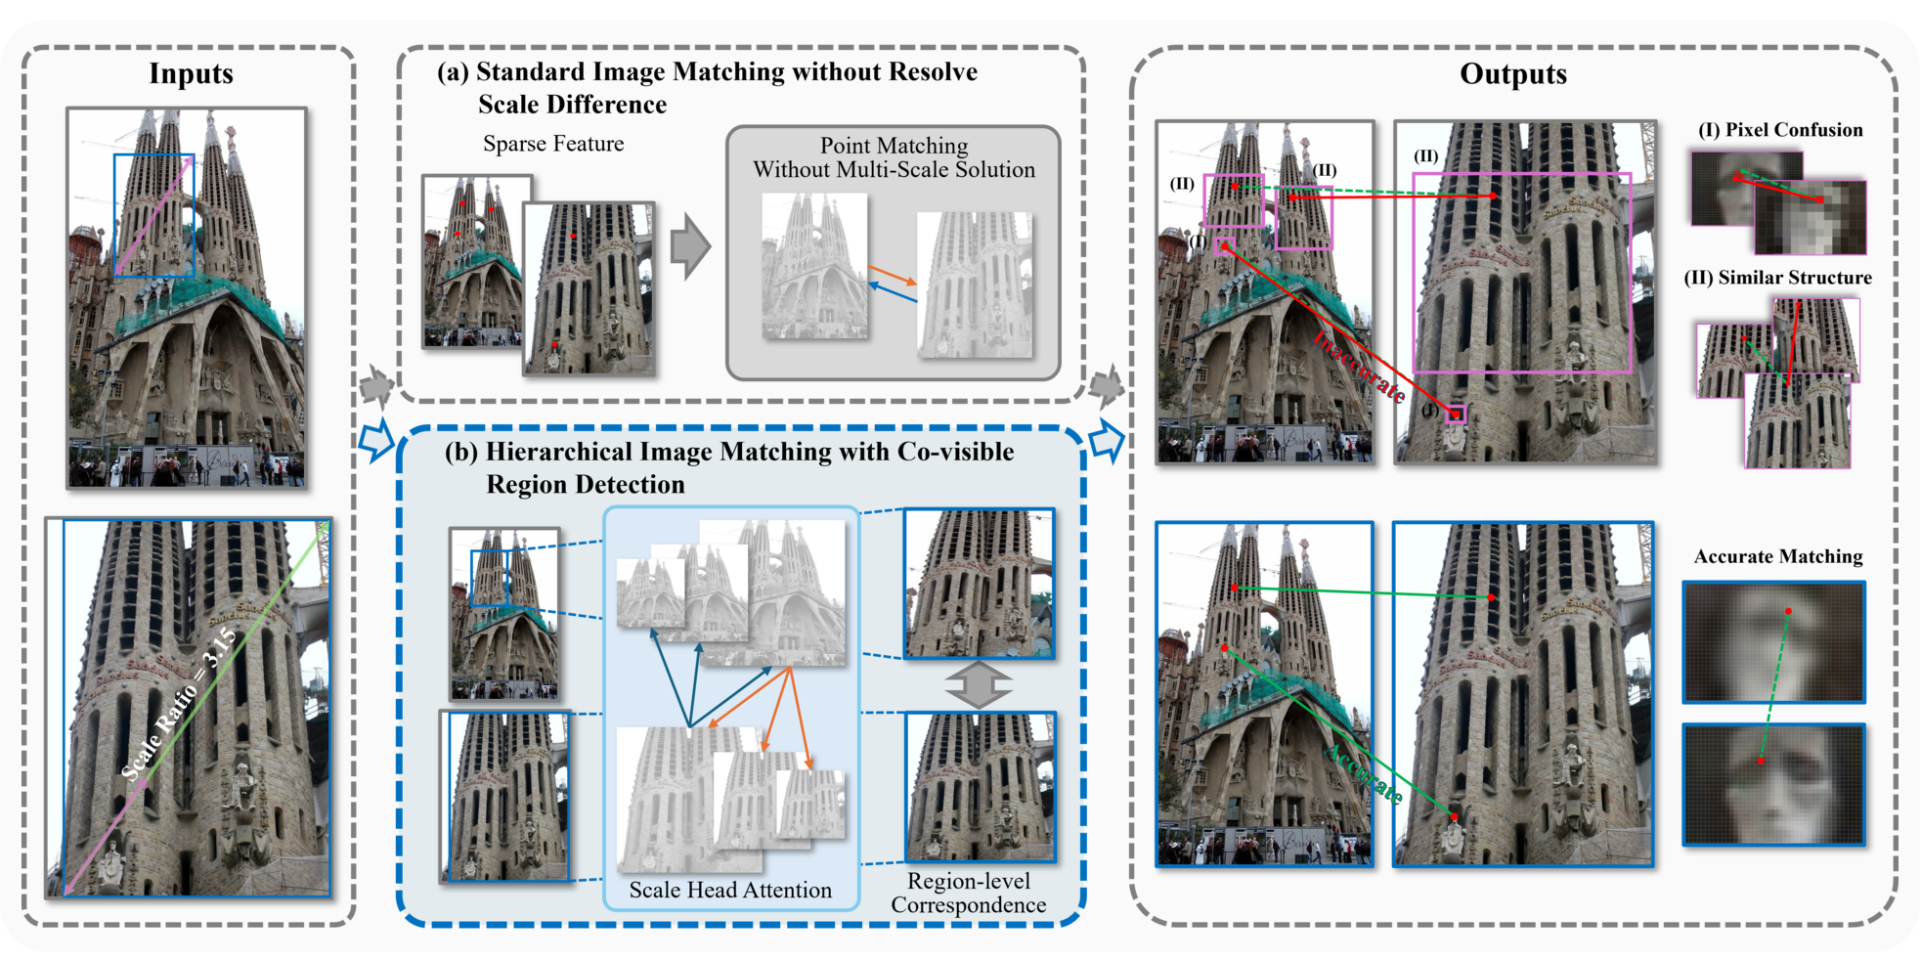 Inputs
Scale Ratio = 3.15
(a) Standard Image Matching without Resolve
Scale Difference
Sparse Feature
Point Matching
Without Multi-Scale Solution
(b) Hierarchical Image Matching with Co-visible
Region Detection
Scale Head Attention
Region-level
Correspondence
Outputs
(II)
(II)
(II)
(I)
(I)
Inaccurate
(I) Pixel Confusion
(II) Similar Structure
Accurate
Accurate Matching